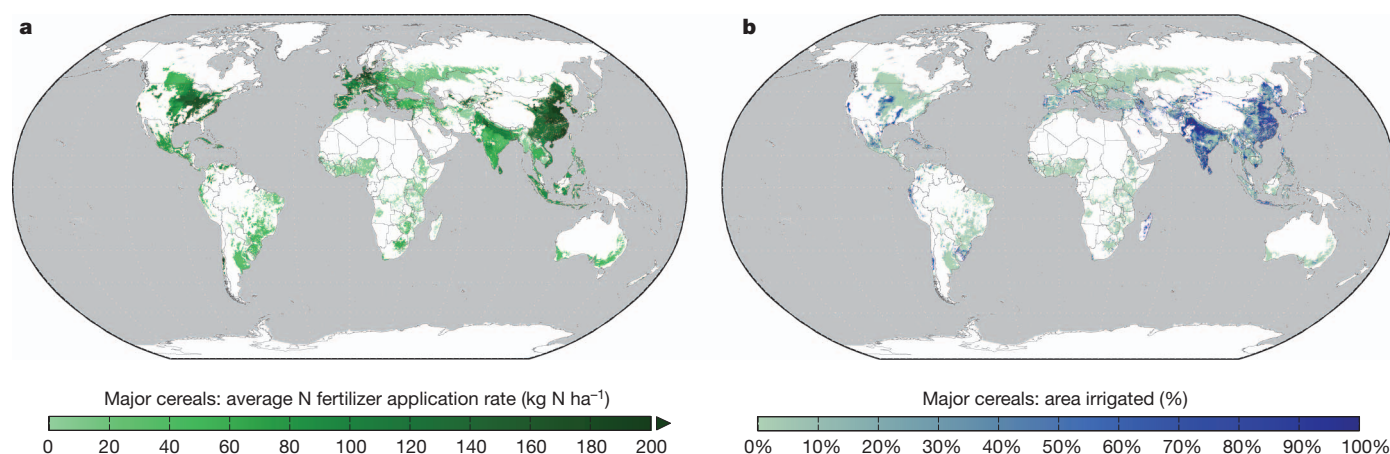 a
b
Major cereals: average N fertilizer application rate (kg N ha⁻¹)
0 20 40 60 80 100 120 140 160 180 200
Major cereals: area irrigated (%)
0% 10% 20% 30% 40% 50% 60% 70% 80% 90% 100%